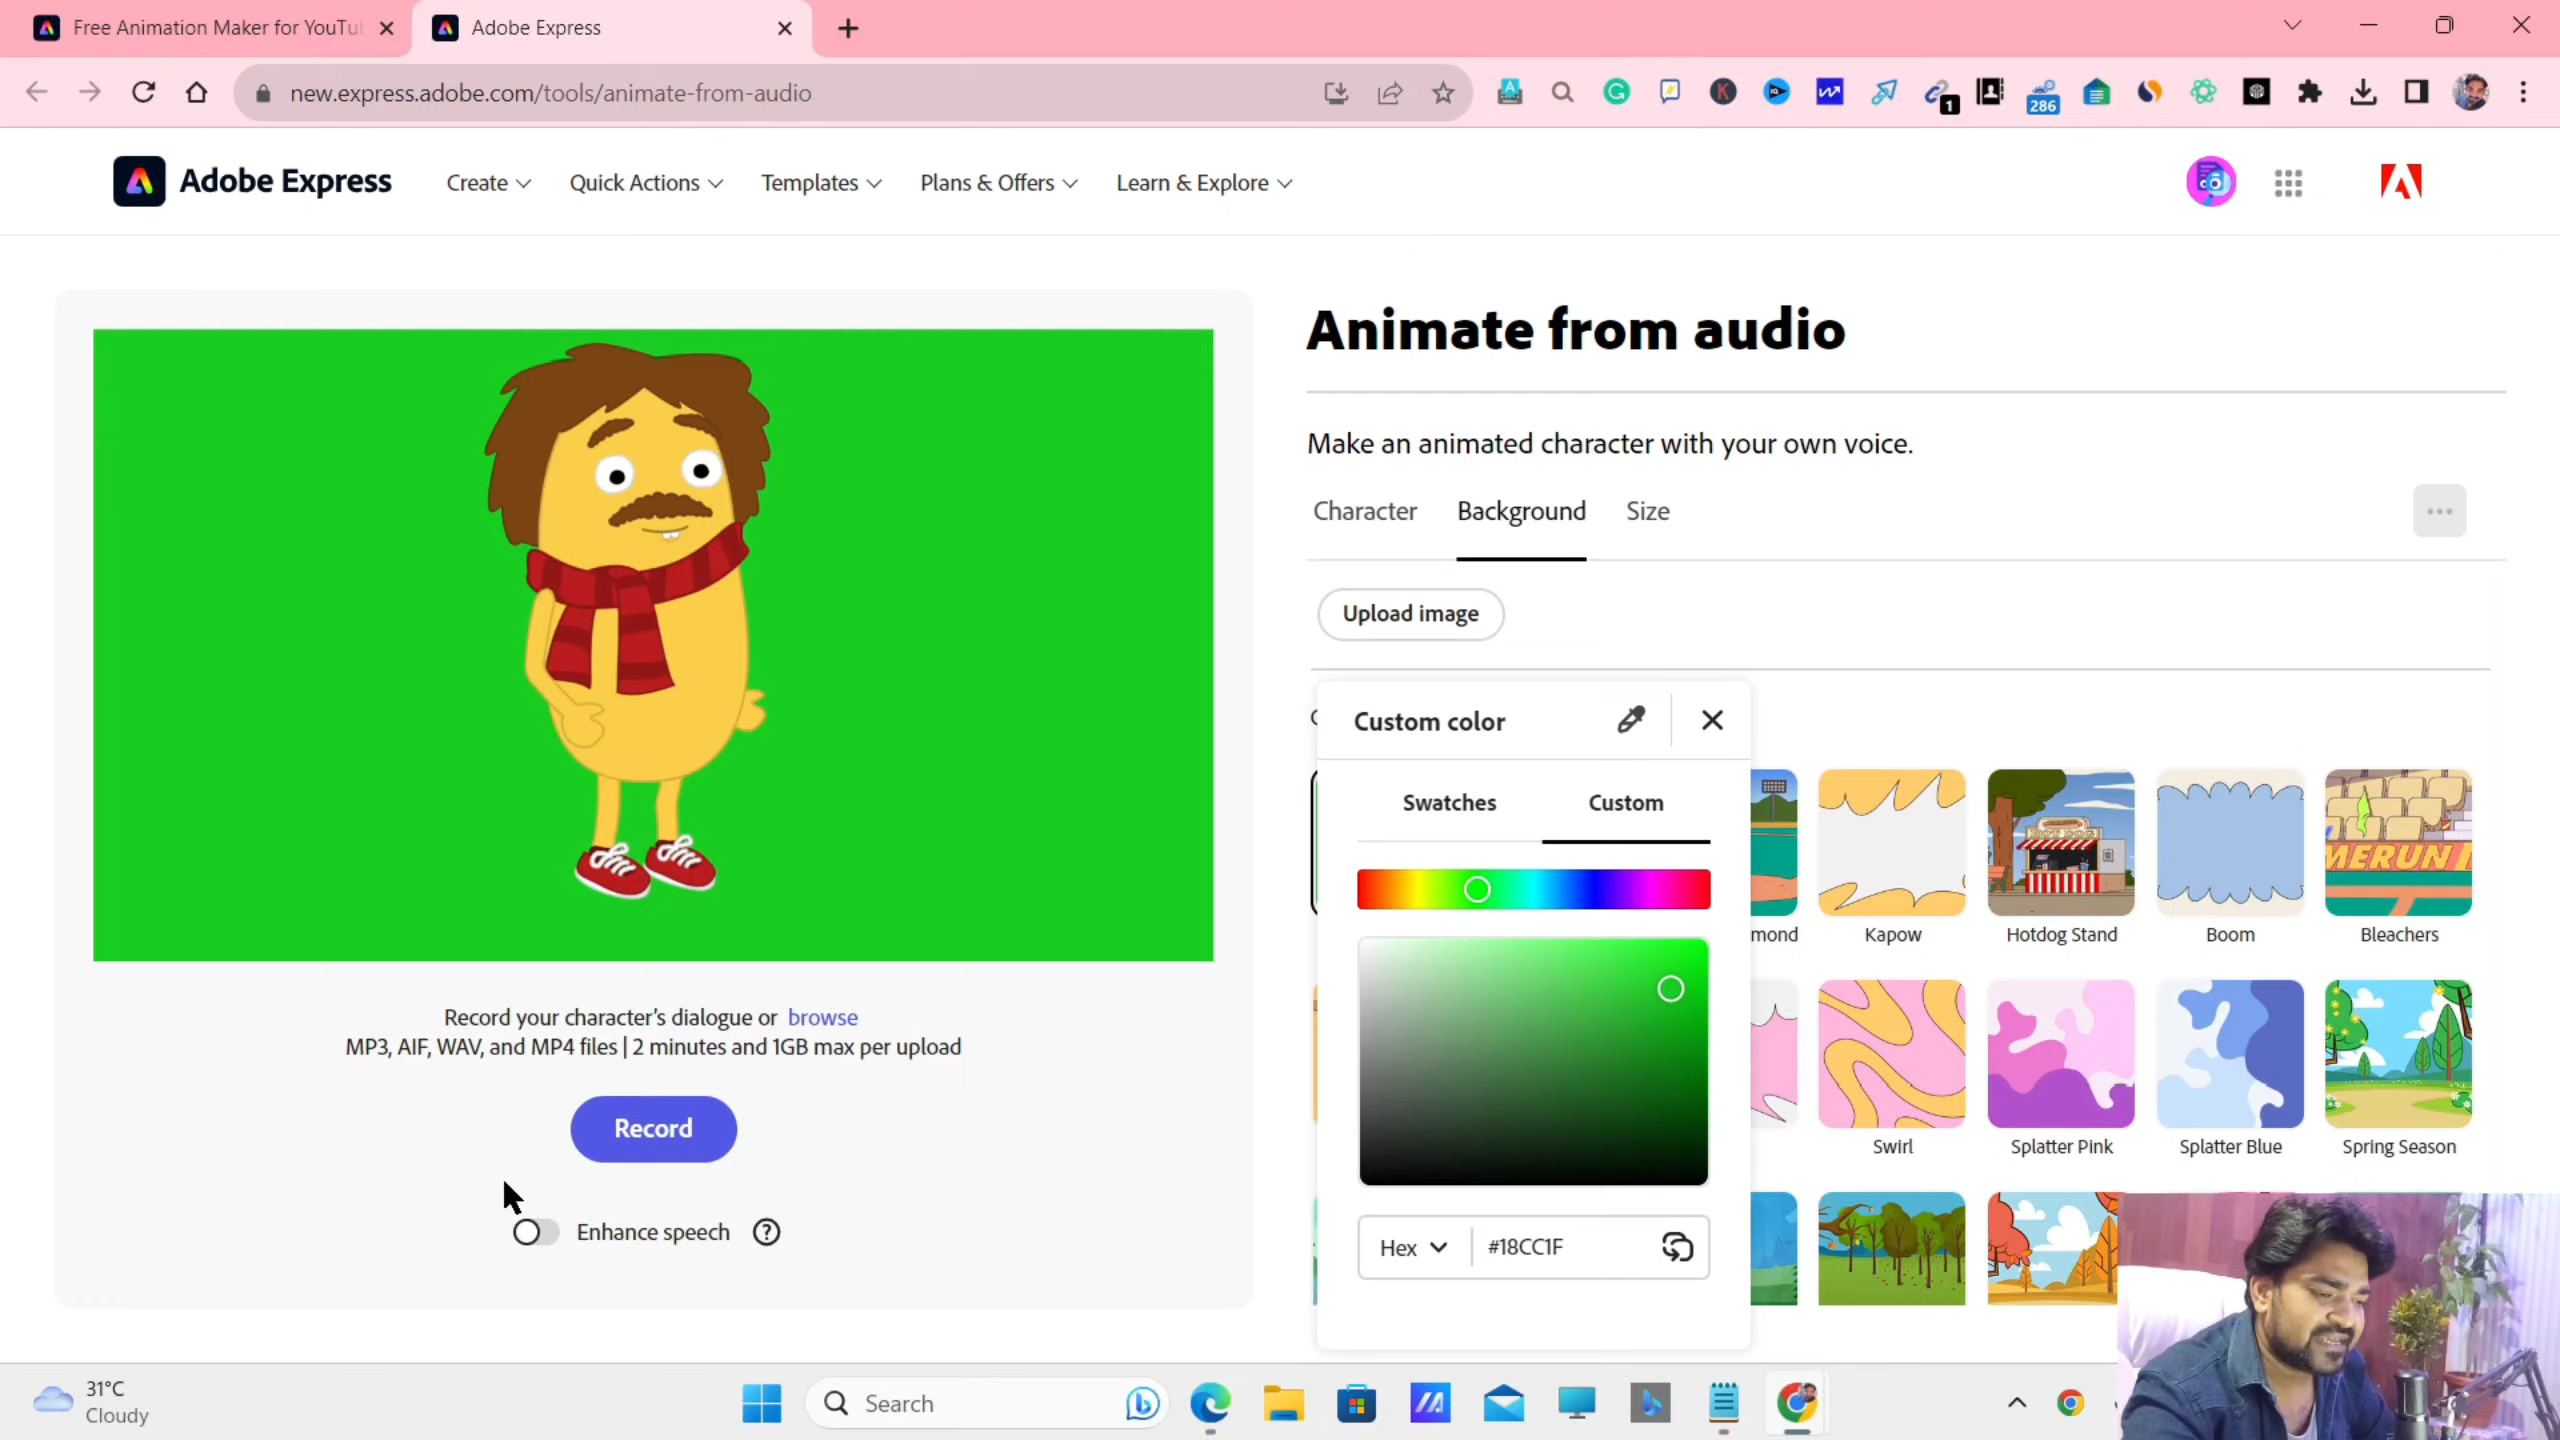 Free Animation Maker for YouTu
Adobe Express
new.express.adobe.com/tools/animate-from-audio
1
286
Adobe Express
Create
Quick Actions
Templates
Plans & Offers
Learn & Explore
Animate from audio
Make an animated character with your own voice.
Character
Background
Size
Upload image
Custom color
Swatches
Custom
Hex
#18CC1F
mond
Kapow
Hotdog Stand
Boom
MERUN
Bleachers
Swirl
Splatter Pink
Splatter Blue
Spring Season
Record your character's dialogue or browse
MP3, AIF, WAV, and MP4 files | 2 minutes and 1GB max per upload
Record
Enhance speech
31°C
Cloudy
Search